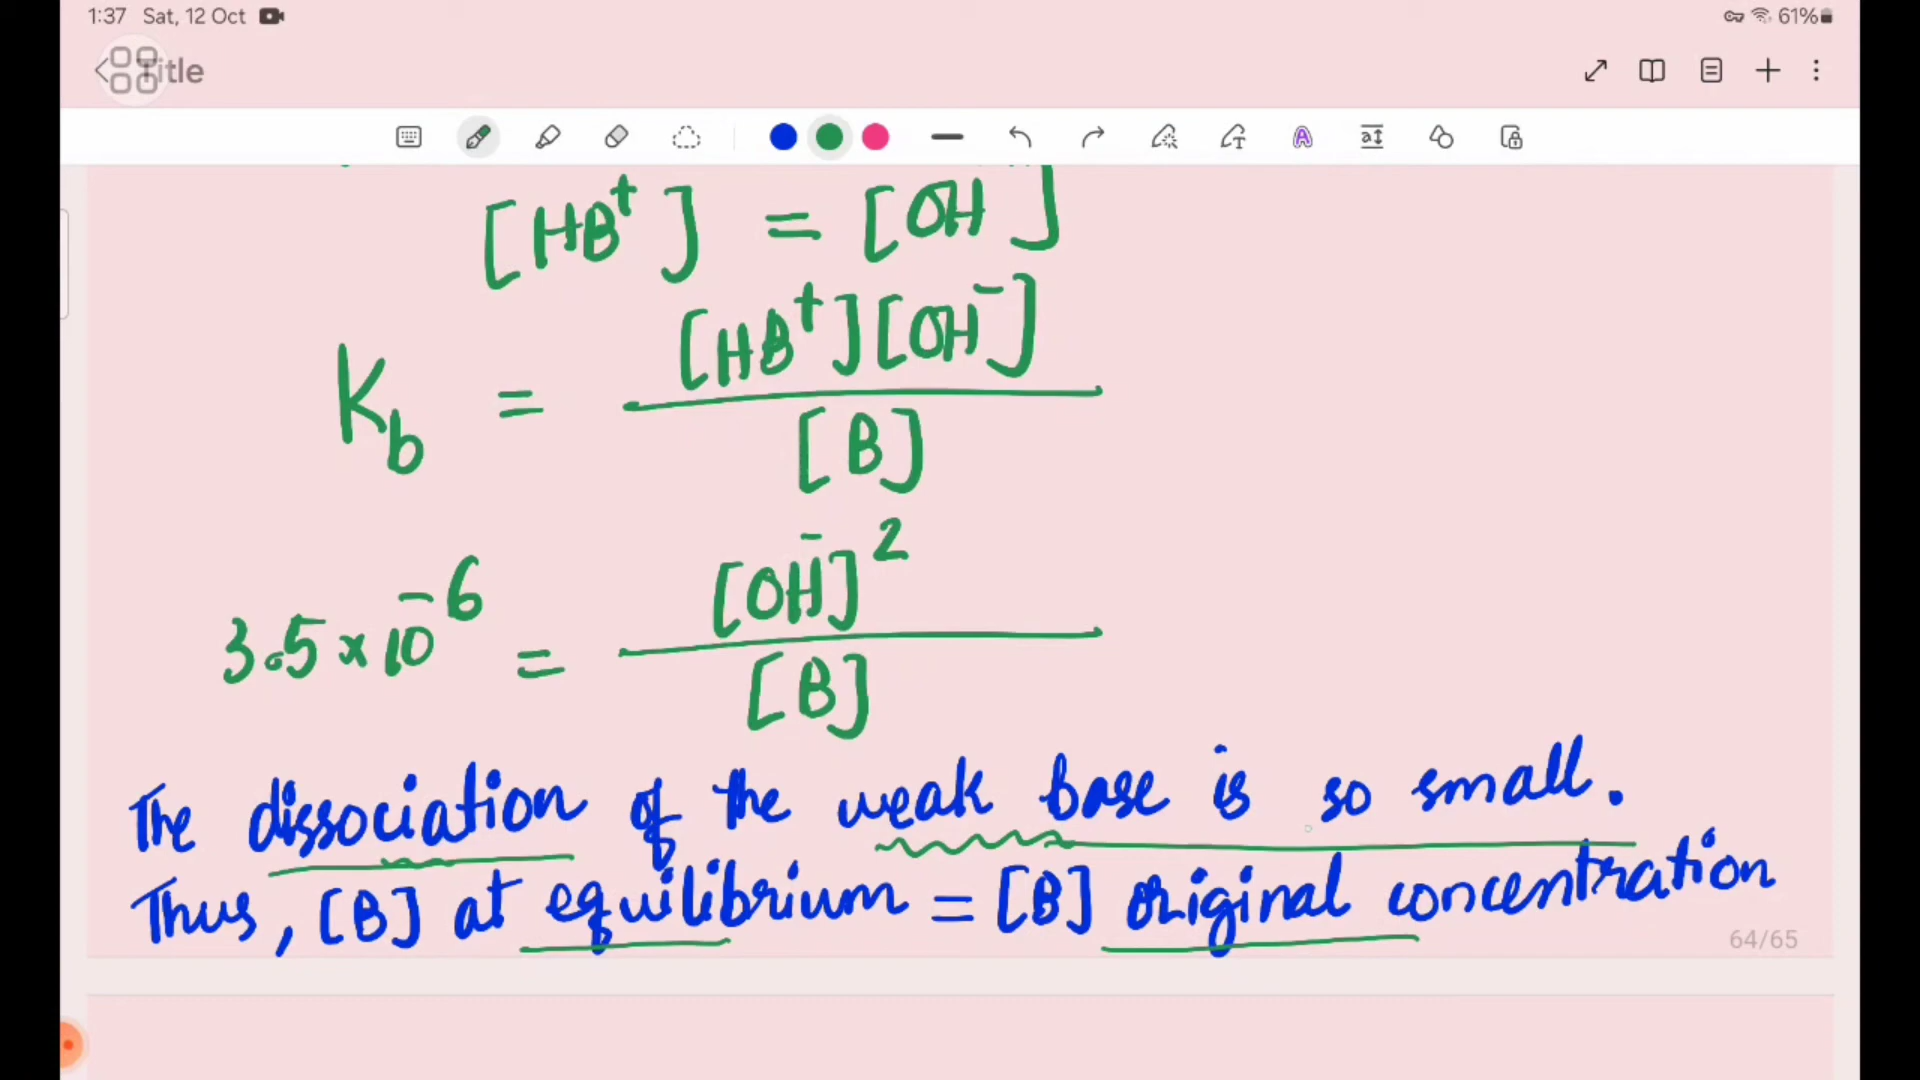 1:37 Sat, 12 Oct
61%
Title
[HB⁺] = [OH ]
K_b = [HB⁺][OH⁻] / [B]
3.5 × 10⁻⁶ = [OH⁻]² / [B]
The dissociation of the weak base is so small.
Thus, [B] at equilibrium = [B] original concentration
64/65